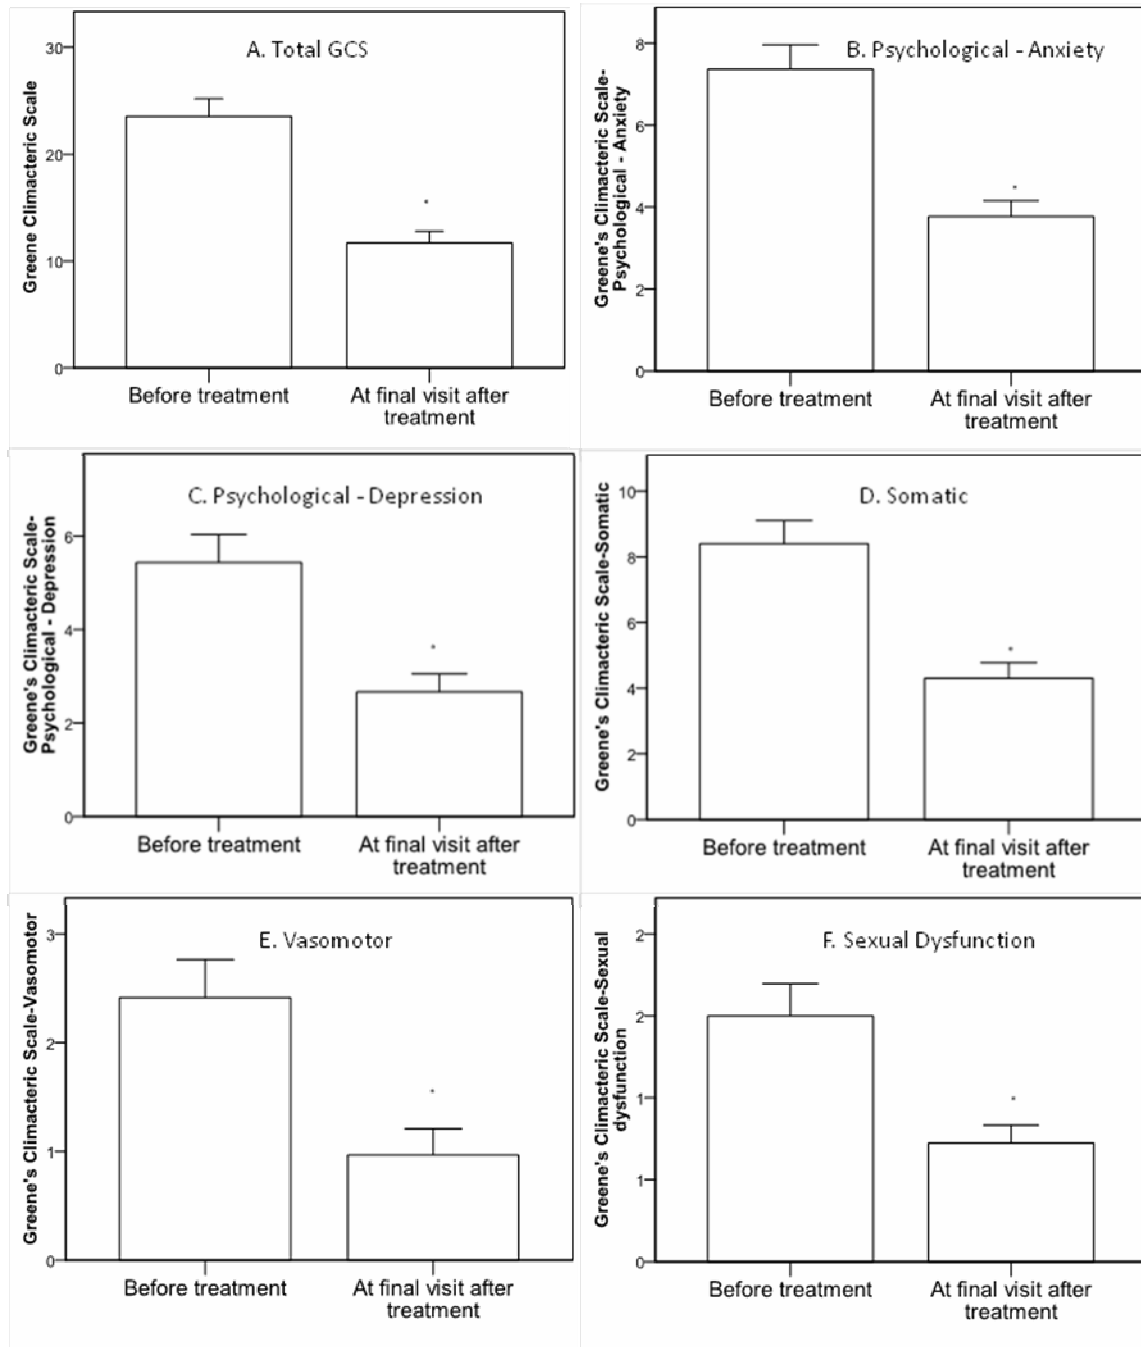 A. Total GCS
Greene Climacteric Scale
30
20
10
0
*
Before treatment
At final visit after
treatment
B. Psychological - Anxiety
Greene's Climacteric Scale-
Psychological - Anxiety
8
6
4
2
0
*
Before treatment
At final visit after
treatment
C. Psychological - Depression
Greene's Climacteric Scale-
Psychological - Depression
6
4
2
0
*
Before treatment
At final visit after
treatment
D. Somatic
Greene's Climacteric Scale-Somatic
10
8
6
4
2
0
*
Before treatment
At final visit after
treatment
E. Vasomotor
Greene's Climacteric Scale-Vasomotor
3
2
1
0
*
Before treatment
At final visit after
treatment
F. Sexual Dysfunction
Greene's Climacteric Scale-Sexual
dysfunction
2
2
1
1
0
*
Before treatment
At final visit after
treatment